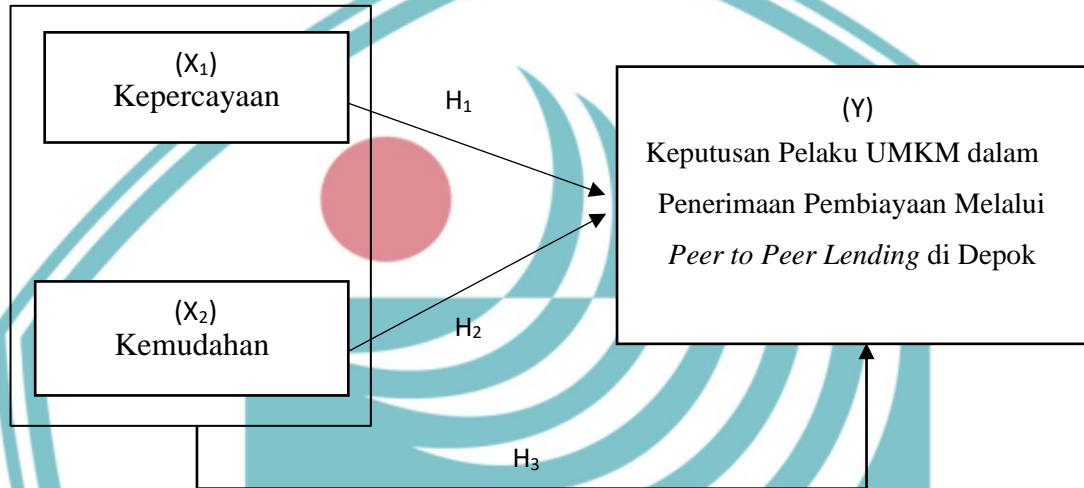 (X₁)
Kepercayaan
H₁
(Y)
Keputusan Pelaku UMKM dalam
Penerimaan Pembiayaan Melalui
Peer to Peer Lending di Depok
(X₂)
Kemudahan
H₂
H₃